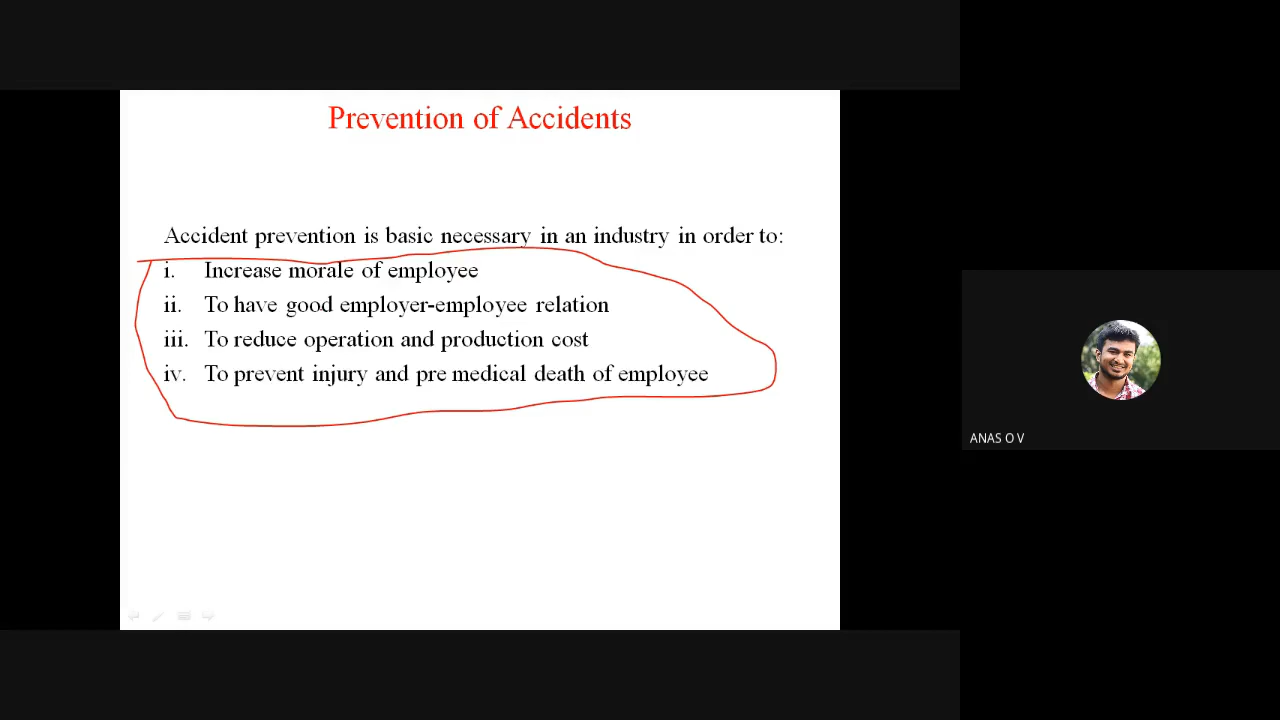 Prevention of Accidents
Accident prevention is basic necessary in an industry in order to:
i. Increase morale of employee
ii. To have good employer-employee relation
iii. To reduce operation and production cost
iv. To prevent injury and pre medical death of employee
ANAS O V